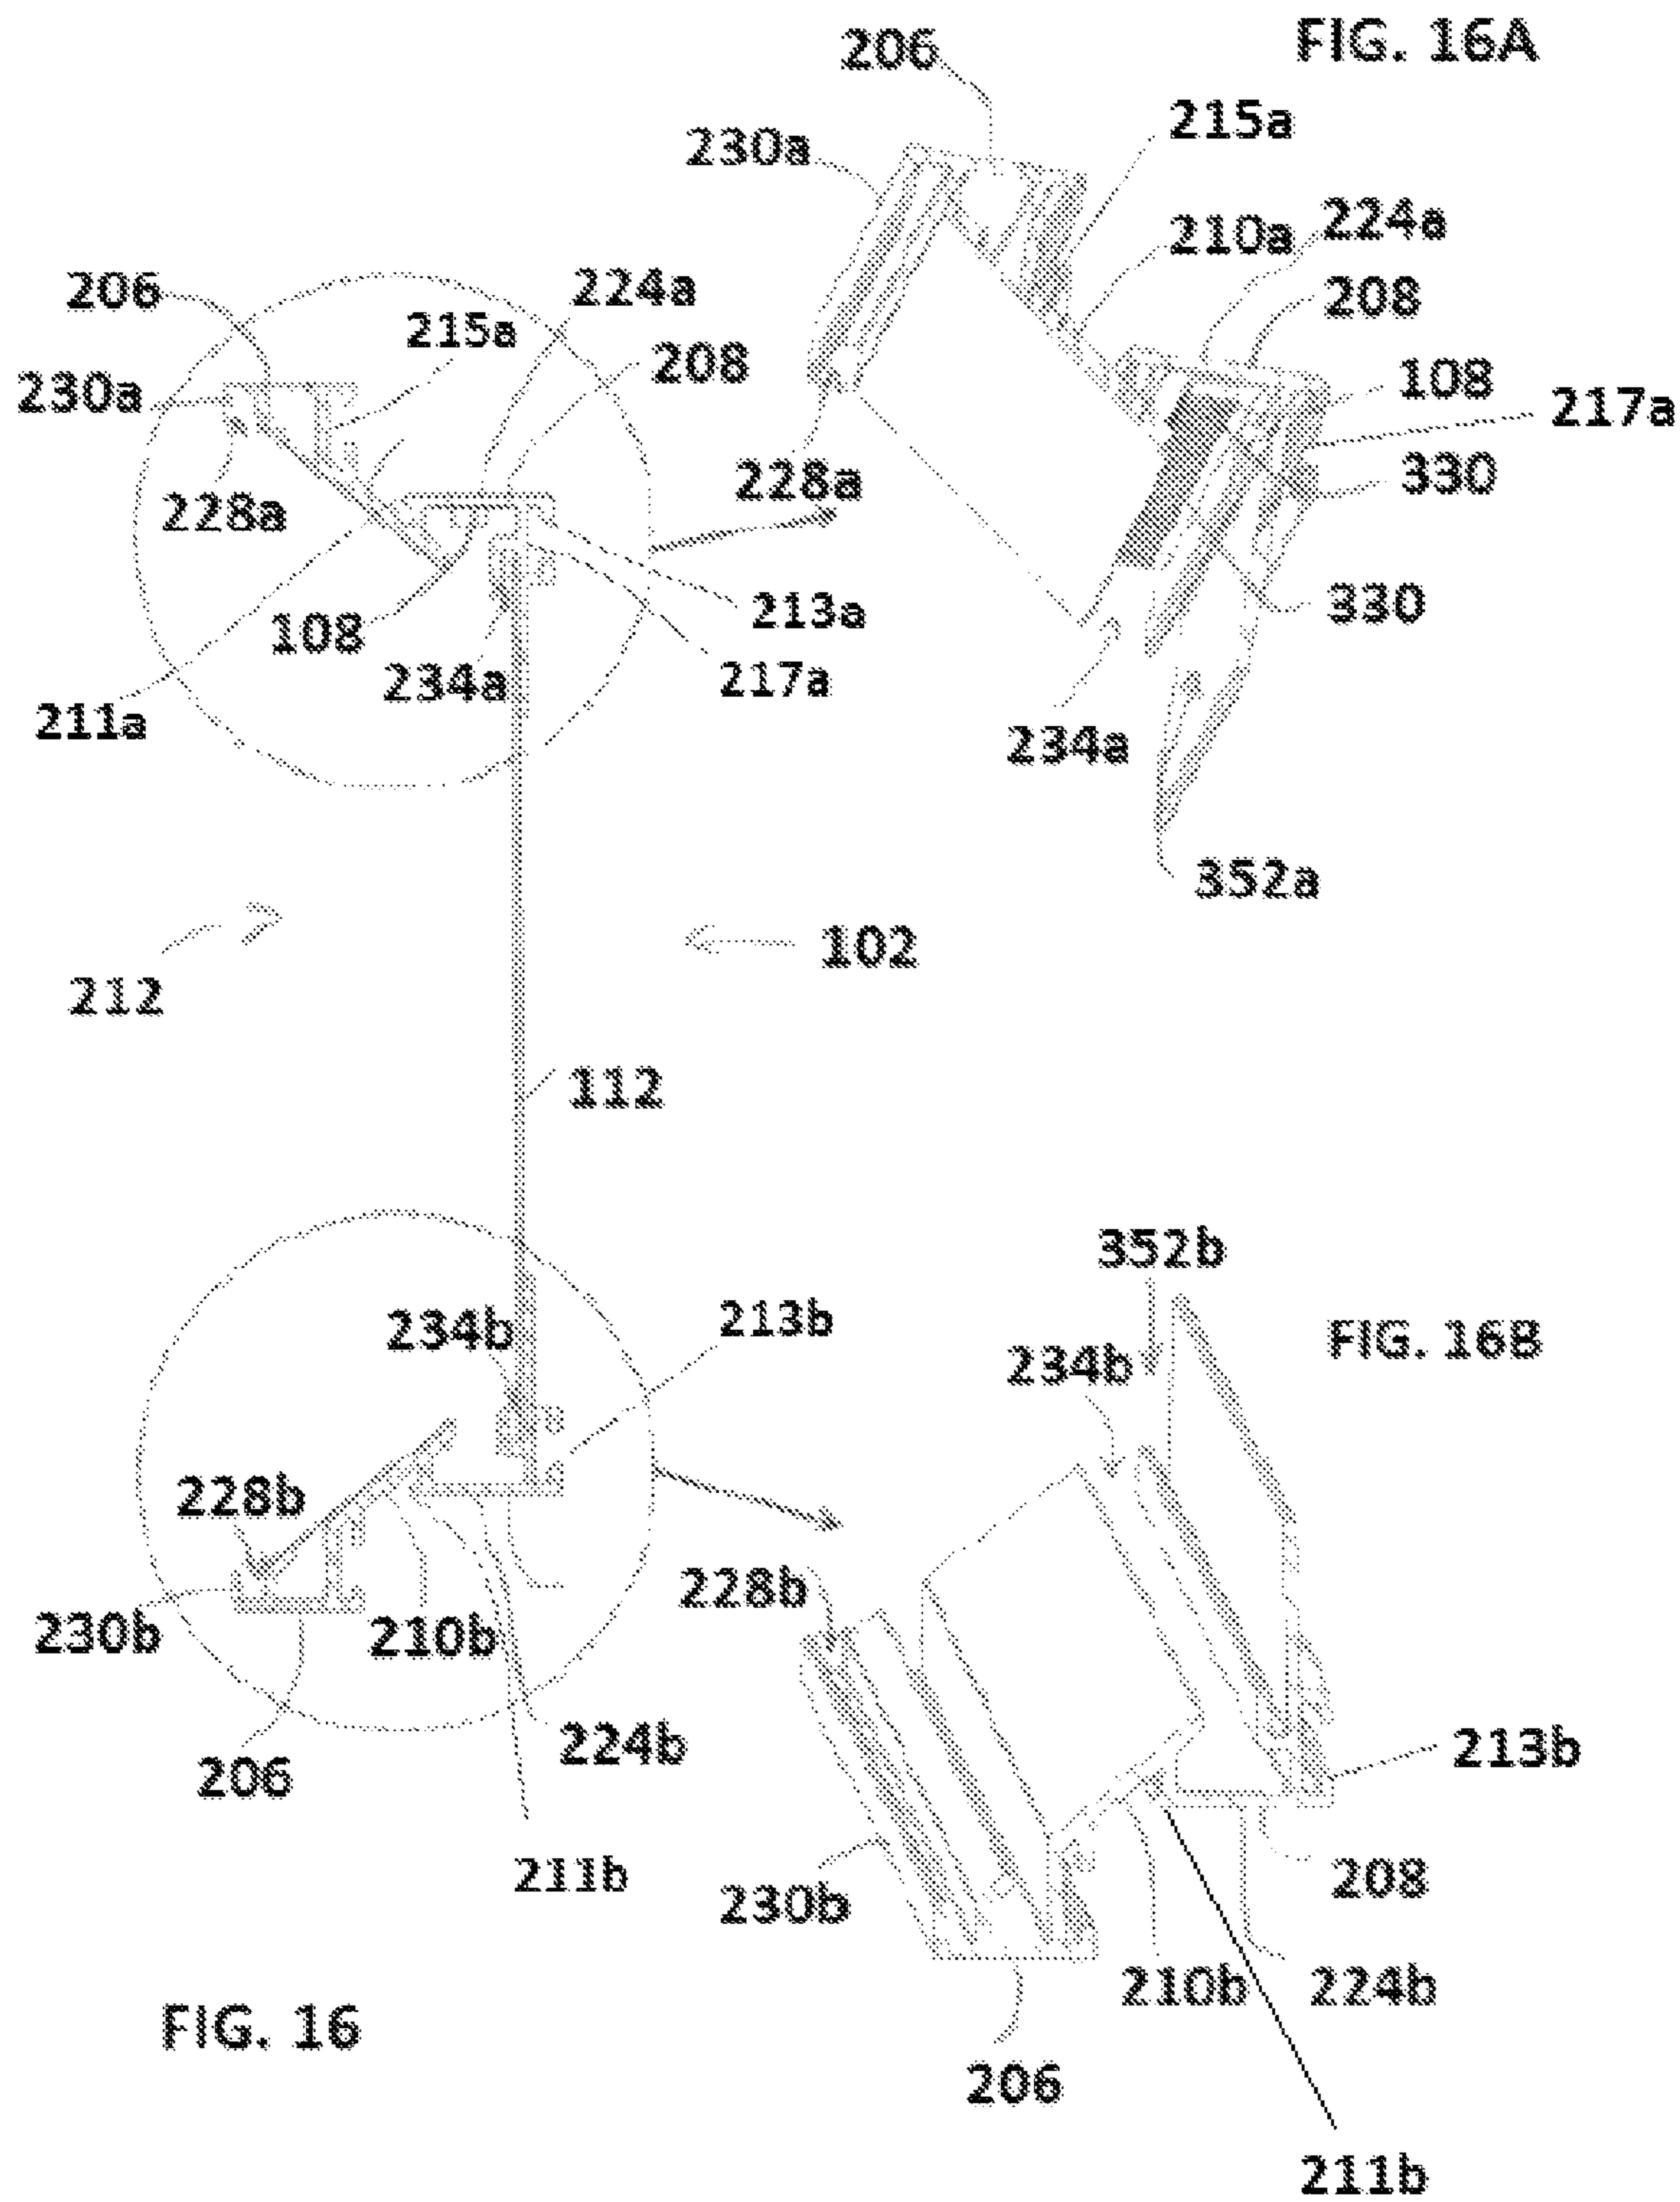 FIG. 16A
206
230a
215a
210a
224a
208
108
217a
330
228a
330
234a
352a
206
224a
215a
208
230a
228a
108
213a
234a
217a
211a
212
102
112
352b
234b
213b
234b
FIG. 16B
228b
228b
230b
210b
213b
224b
206
211b
230b
208
210b
224b
FIG. 16
206
211b